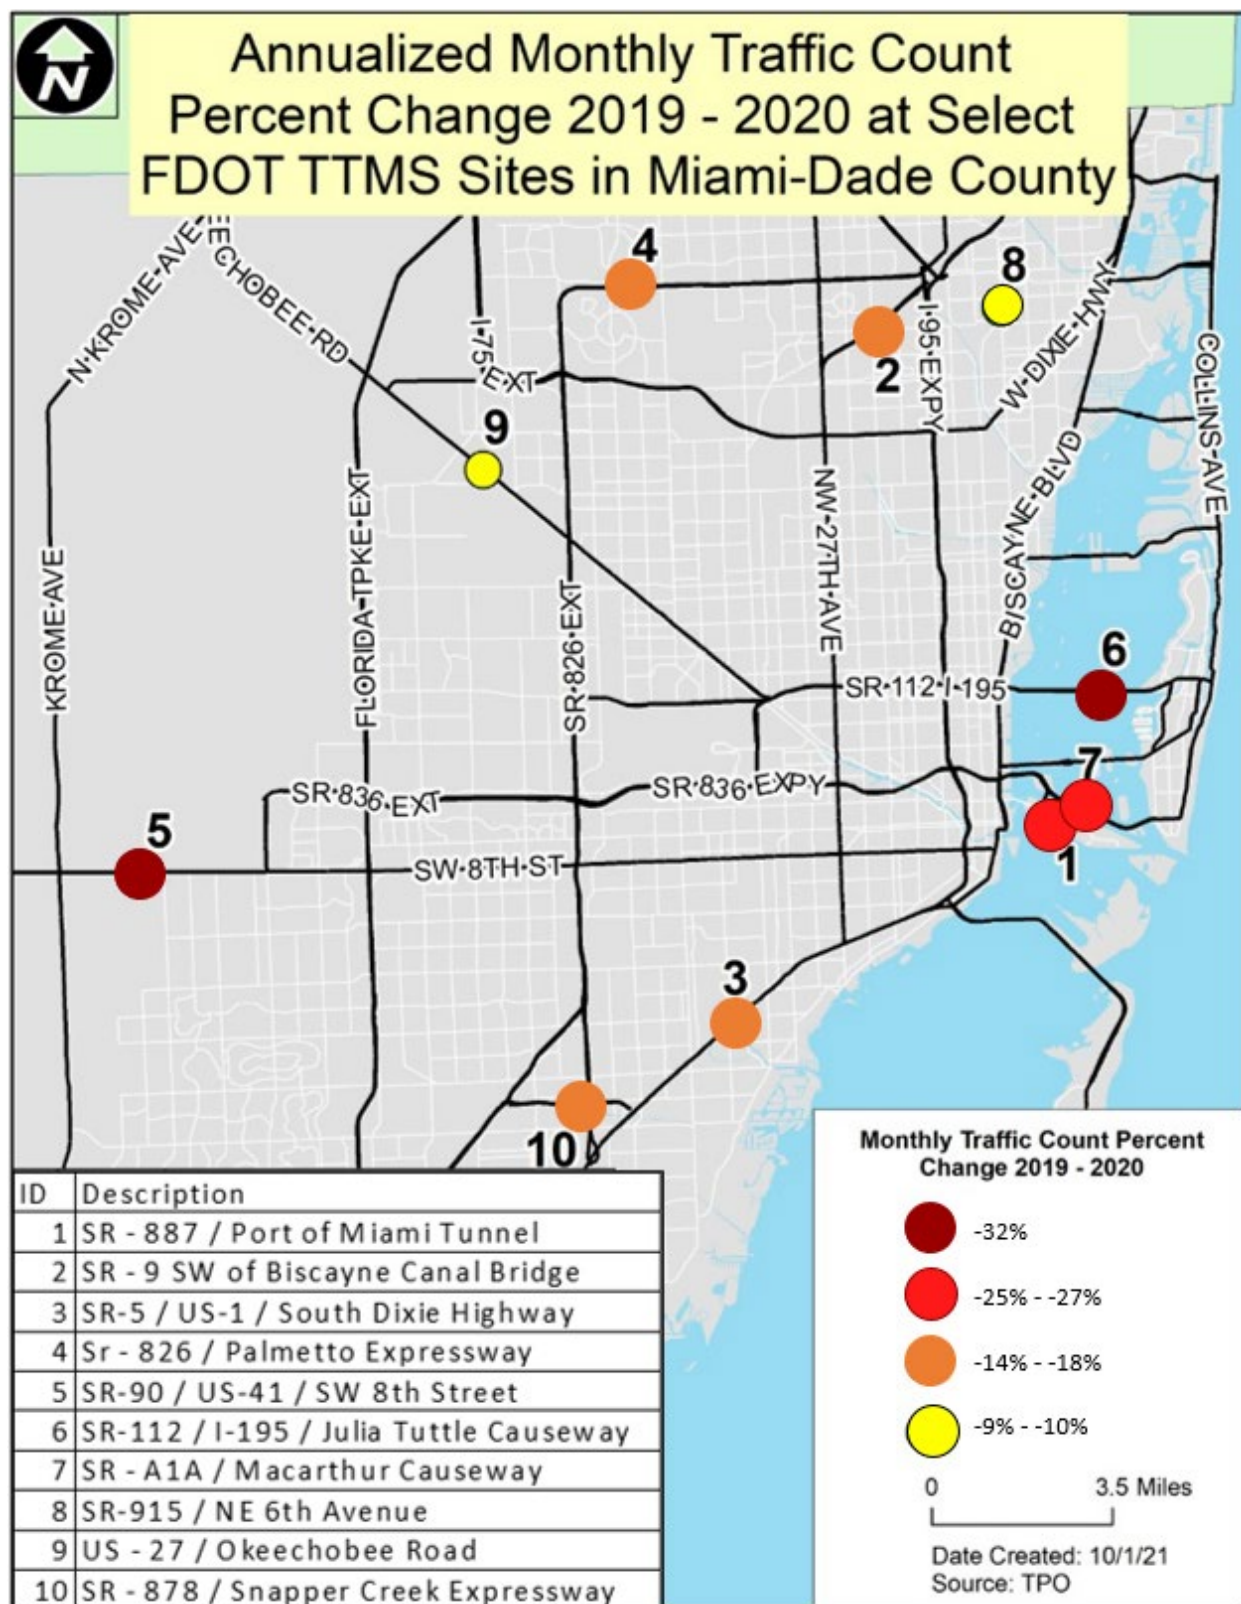 N
Annualized Monthly Traffic Count
Percent Change 2019 - 2020 at Select
FDOT TTMS Sites in Miami-Dade County
N KROME AVE
EECHOBEE RD
4
8
I 75 EXT
2
I 95 EXPY
W DIXIE HWY
COLLINS AVE
9
KROME AVE
FLORIDA TPKE EXT
SR 826 EXT
NW 27TH AVE
BISCAYNE BLVD
6
SR 112 I 195
7
SR 836 EXT
SR 836 EXPY
5
SW 8TH ST
1
3
10
ID Description
1 SR - 887 / Port of Miami Tunnel
2 SR - 9 SW of Biscayne Canal Bridge
3 SR-5 / US-1 / South Dixie Highway
4 Sr - 826 / Palmetto Expressway
5 SR-90 / US-41 / SW 8th Street
6 SR-112 / I-195 / Julia Tuttle Causeway
7 SR - A1A / Macarthur Causeway
8 SR-915 / NE 6th Avenue
9 US - 27 / Okeechobee Road
10 SR - 878 / Snapper Creek Expressway
Monthly Traffic Count Percent
Change 2019 - 2020
-32%
-25% - -27%
-14% - -18%
-9% - -10%
0 3.5 Miles
Date Created: 10/1/21
Source: TPO